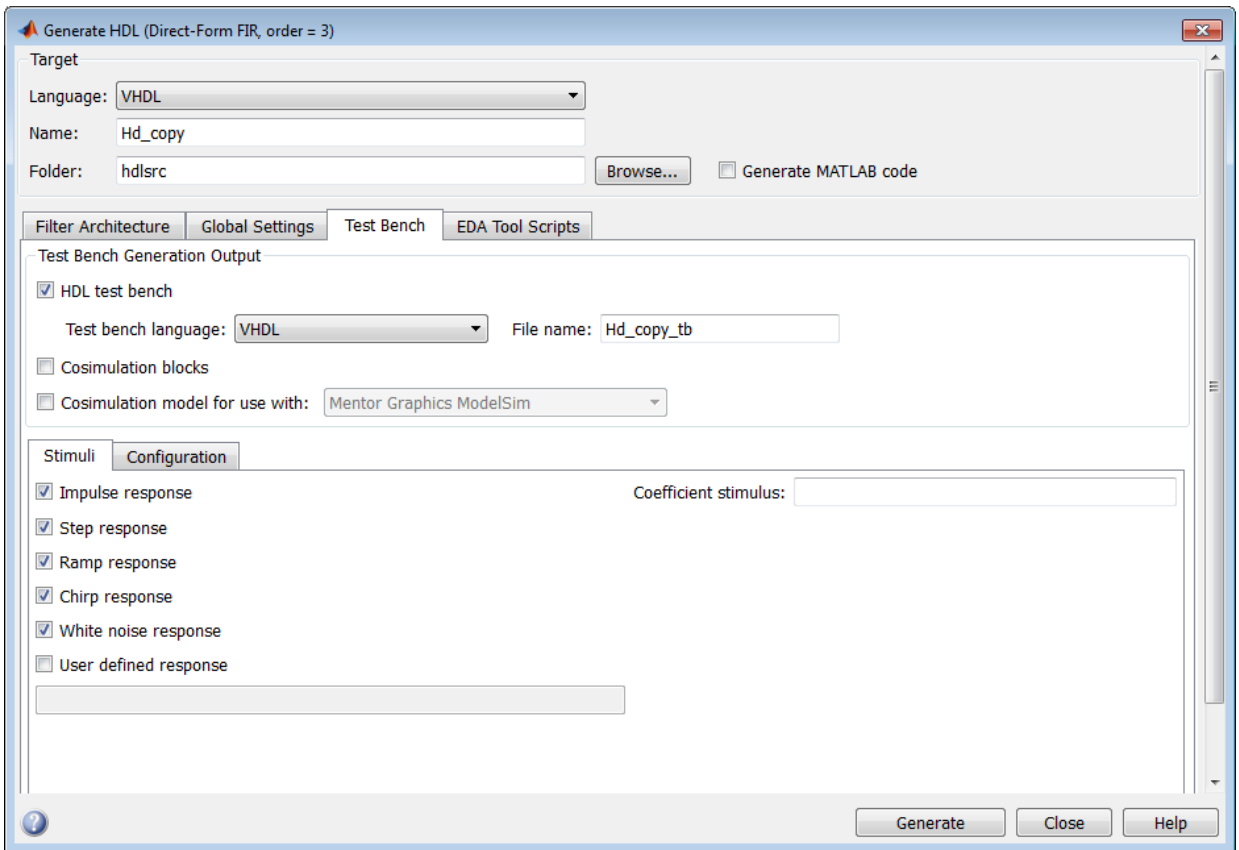 Generate HDL (Direct-Form FIR, order = 3)
Target
Language: VHDL
Name: Hd_copy
Folder: hdlsrc Browse... Generate MATLAB code
Filter Architecture Global Settings Test Bench EDA Tool Scripts
Test Bench Generation Output
HDL test bench
Test bench language: VHDL File name: Hd_copy_tb
Cosimulation blocks
Cosimulation model for use with: Mentor Graphics ModelSim
Stimuli Configuration
Impulse response Coefficient stimulus:
Step response
Ramp response
Chirp response
White noise response
User defined response
? Generate Close Help